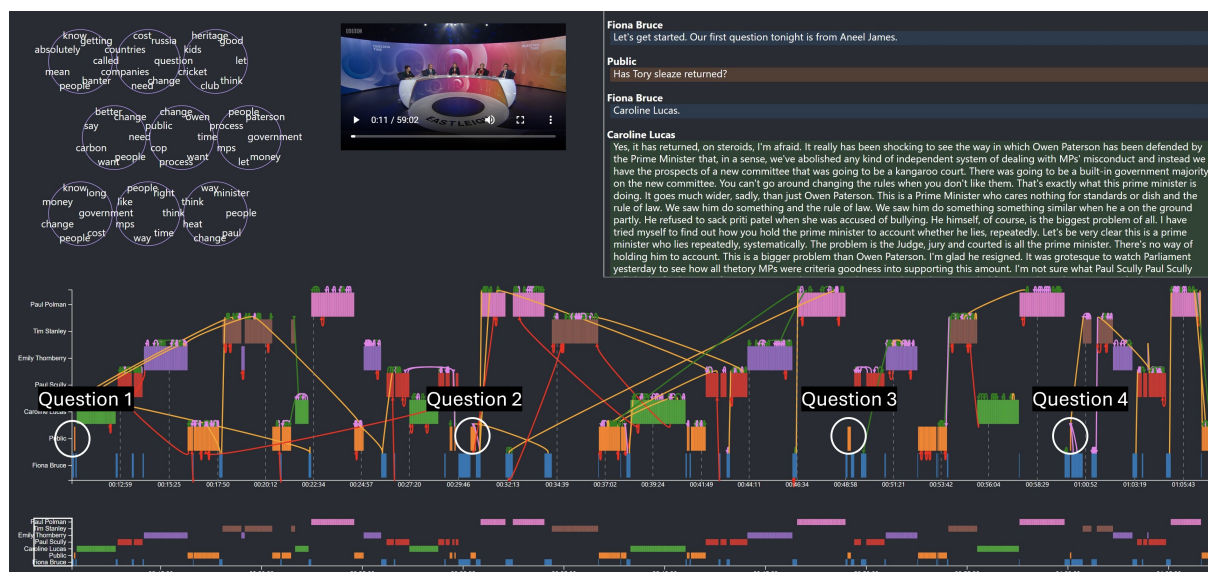 know
getting
absolutely
countries
called
mean
companies
people
banter
cost
russia
kids
question
cricket
need
change
heritage
good
let
club
think
better
change
say
public
need
carbon
cop
people
want
process
change
owen
process
time
mps
want
people
paterson
government
let
money
know
long
money
government
change
mps
people
cost
people
right
like
think
way
time
way
minister
think
people
heat
paul
change
BBC
QUESTION TIME
EASTLEIGH
0:11 / 59:02
Fiona Bruce
Let's get started. Our first question tonight is from Aneel James.
Public
Has Tory sleaze returned?
Fiona Bruce
Caroline Lucas.
Caroline Lucas
Yes, it has returned, on steroids, I'm afraid. It really has been shocking to see the way in which Owen Paterson has been defended by
the Prime Minister that, in a sense, we've abolished any kind of independent system of dealing with MPs' misconduct and instead we
have the prospects of a new committee that was going to be a kangaroo court. There was going to be a built-in government majority
on the new committee. You can't go around changing the rules when you don't like them. That's exactly what this prime minister is
doing. It goes much wider, sadly, than just Owen Paterson. This is a Prime Minister who cares nothing for standards or dish and the
rule of law. We saw him do something and the rule of law. We saw him do something similar when he a on the ground
partly. He refused to sack priti patel when she was accused of bullying. He himself, of course, is the biggest problem of all. I have
tried myself to find out how you hold the prime minister to account whether he lies, repeatedly. Let's be very clear this is a prime
minister who lies repeatedly, systematically. The problem is the Judge, jury and courted is all the prime minister. There's no way of
holding him to account. This is a bigger problem than Owen Paterson. I'm glad he resigned. It was grotesque to watch Parliament
yesterday to see how all thetory MPs were criteria goodness into supporting this amount. I'm not sure what Paul Scully Paul Scully
Paul Polman
Tim Stanley
Emily Thornberry
Paul Scully
Caroline Lucas
Public
Fiona Bruce
Question 1
Question 2
Question 3
Question 4
00:12:59
00:15:25
00:17:50
00:20:12
00:22:34
00:24:57
00:27:20
00:29:46
00:32:13
00:34:39
00:37:02
00:39:24
00:41:49
00:44:11
00:46:34
00:48:58
00:51:21
00:53:42
00:56:04
00:58:29
01:00:52
01:03:19
01:05:43
Paul Polman
Tim Stanley
Emily Thornberry
Paul Scully
Caroline Lucas
Public
Fiona Bruce